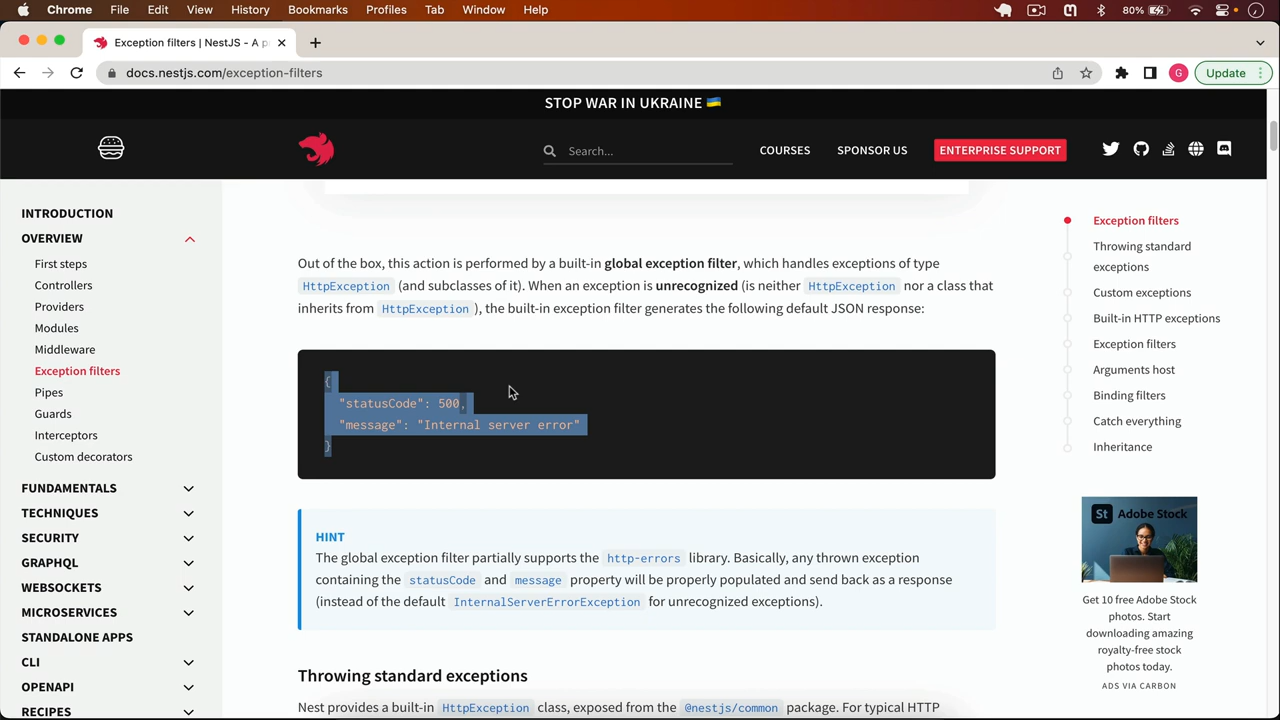 Chrome File Edit View History Bookmarks Profiles Tab Window Help 80%
Exception filters | NestJS - A p
docs.nestjs.com/exception-filters
G
Update
STOP WAR IN UKRAINE 🇺🇦
Search...
COURSES
SPONSOR US
ENTERPRISE SUPPORT
INTRODUCTION
OVERVIEW
First steps
Controllers
Providers
Modules
Middleware
Exception filters
Pipes
Guards
Interceptors
Custom decorators
FUNDAMENTALS
TECHNIQUES
SECURITY
GRAPHQL
WEBSOCKETS
MICROSERVICES
STANDALONE APPS
CLI
OPENAPI
RECIPES
Out of the box, this action is performed by a built-in global exception filter, which handles exceptions of type
HttpException (and subclasses of it). When an exception is unrecognized (is neither HttpException nor a class that
inherits from HttpException ), the built-in exception filter generates the following default JSON response:
{
"statusCode": 500,
"message": "Internal server error"
}
HINT
The global exception filter partially supports the http-errors library. Basically, any thrown exception
containing the statusCode and message property will be properly populated and send back as a response
(instead of the default InternalServerErrorException for unrecognized exceptions).
Throwing standard exceptions
Nest provides a built-in HttpException class, exposed from the @nestjs/common package. For typical HTTP
Exception filters
Throwing standard
exceptions
Custom exceptions
Built-in HTTP exceptions
Exception filters
Arguments host
Binding filters
Catch everything
Inheritance
St Adobe Stock
Get 10 free Adobe Stock
photos. Start
downloading amazing
royalty-free stock
photos today.
ADS VIA CARBON